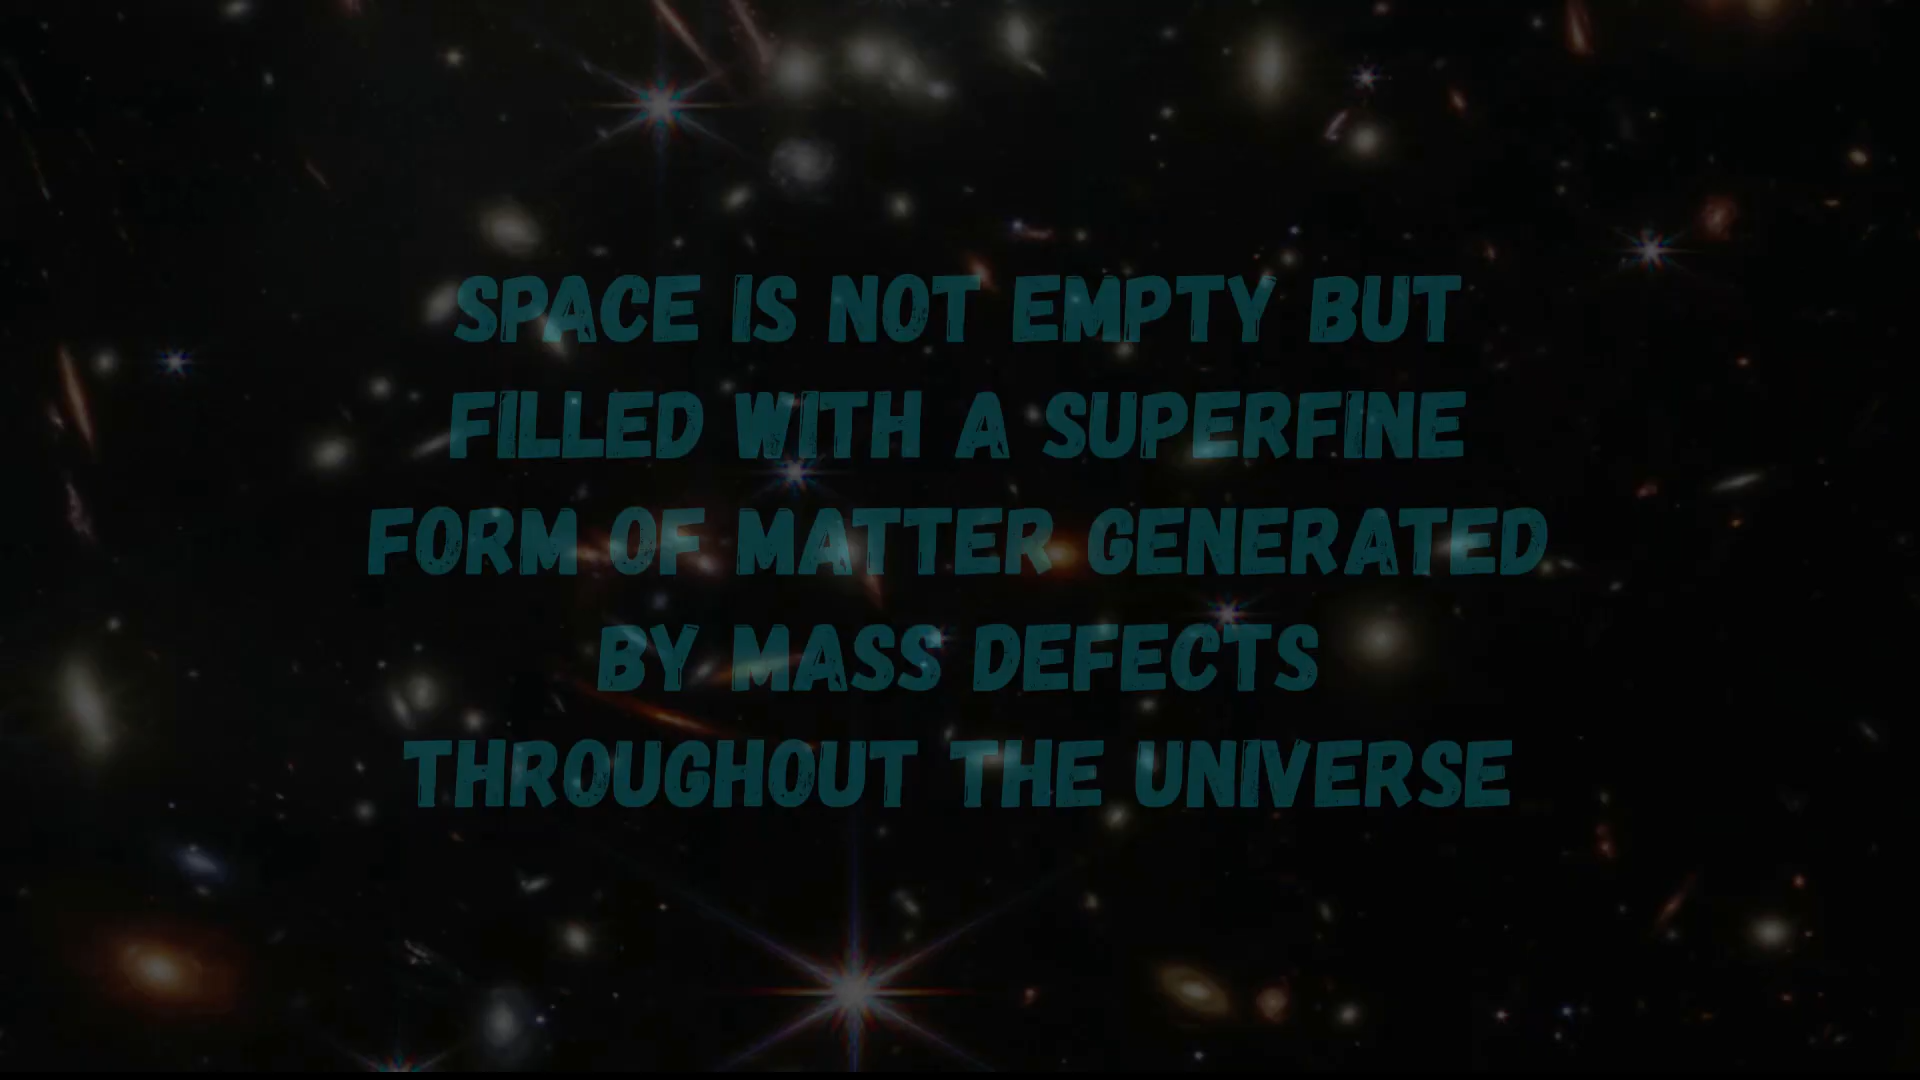 SPACE IS NOT EMPTY BUT
FILLED WITH A SUPERFINE
FORM OF MATTER GENERATED
BY MASS DEFECTS
THROUGHOUT THE UNIVERSE